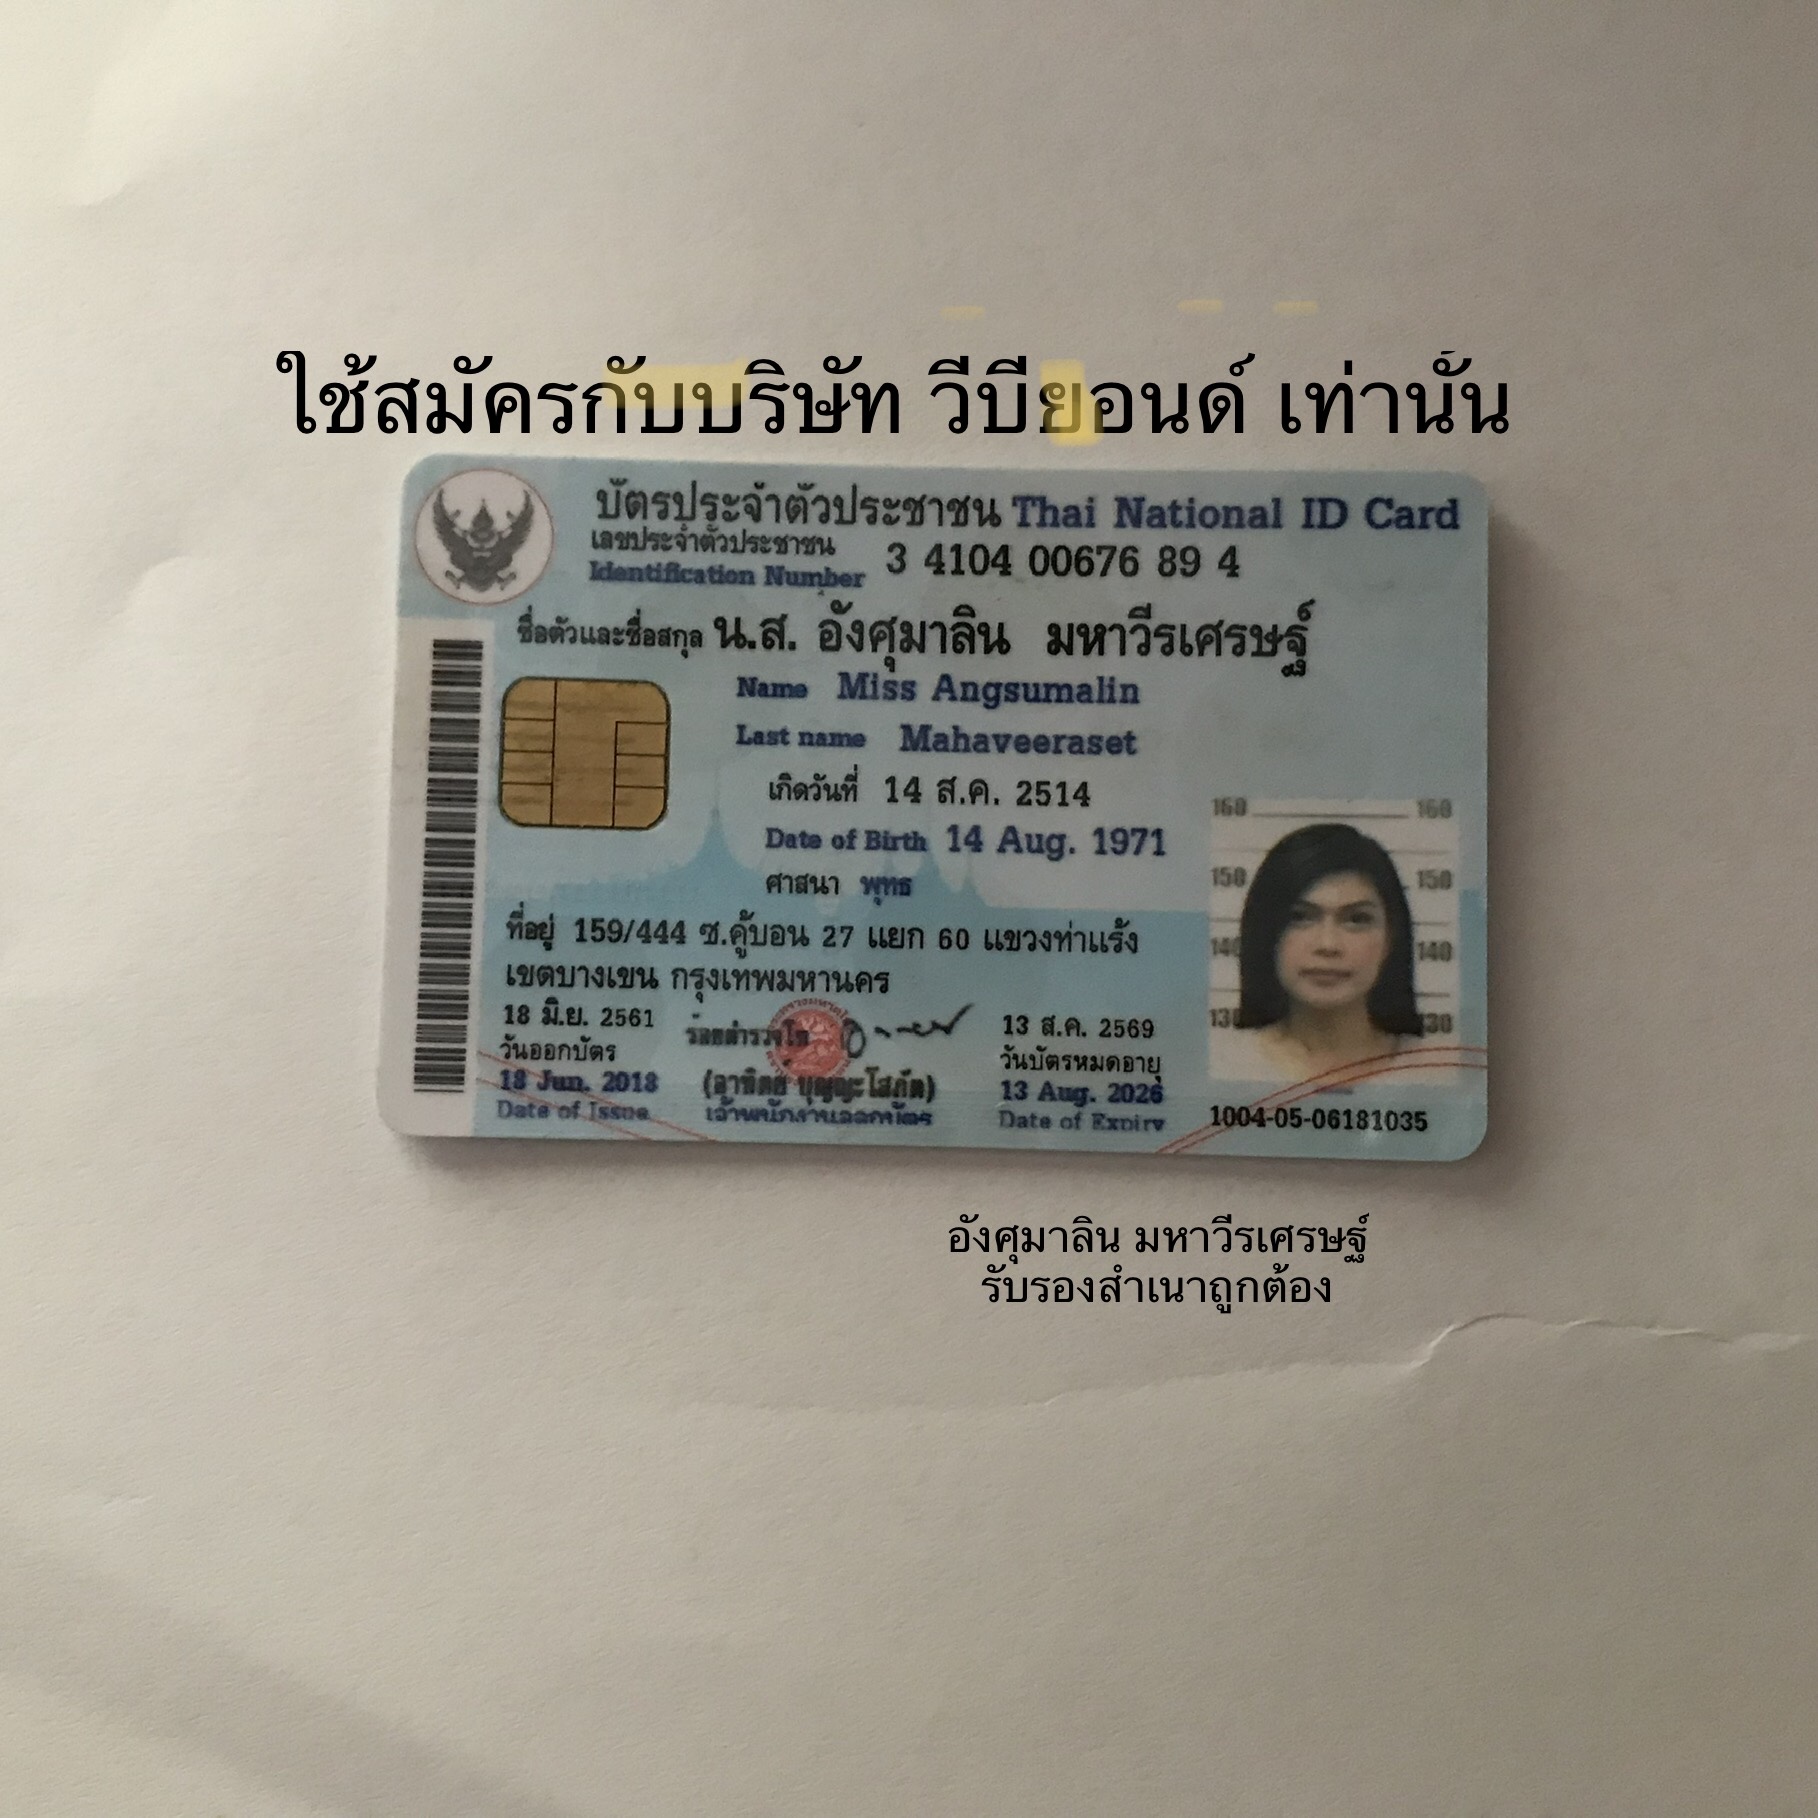 ใช้สมัครกับบริษัท วีบียอนด์ เท่านั้น
บัตรประจำตัวประชาชน Thai National ID Card
เลขประจำตัวประชาชน
Identification Number 3 4104 00676 89 4
ชื่อตัวและชื่อสกุล น.ส. อังศุมาลิน มหาวีรเศรษฐ์
Name Miss Angsumalin
Last name Mahaveeraset
เกิดวันที่ 14 ส.ค. 2514
Date of Birth 14 Aug. 1971
ศาสนา พุทธ
ที่อยู่ 159/444 ซ.คู้บอน 27 แยก 60 แขวงท่าแร้ง
เขตบางเขน กรุงเทพมหานคร
18 มิ.ย. 2561
วันออกบัตร
18 Jun. 2018
Date of Issue
ร้อยตำรวจโท
เจ้าพนักงานออกบัตร
13 ส.ค. 2569
วันบัตรหมดอายุ
13 Aug. 2026
Date of Expiry
160 160
150 150
140 140
130 130
1004-05-06181035
อังศุมาลิน มหาวีรเศรษฐ์
รับรองสำเนาถูกต้อง